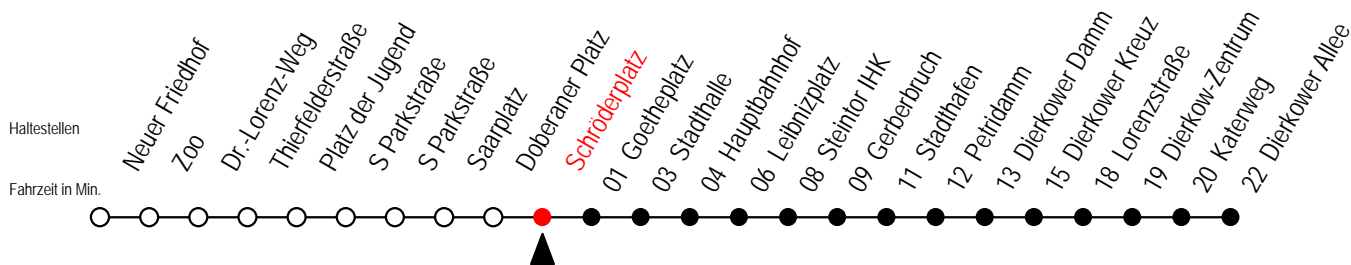 Haltestellen
Neuer Friedhof
Zoo
Dr.-Lorenz-Weg
Thierfelderstraße
Platz der Jugend
S Parkstraße
S Parkstraße
Saarplatz
Doberaner Platz
Schröderplatz
01 Goetheplatz
03 Stadthalle
04 Hauptbahnhof
06 Leibnizplatz
08 Steintor IHK
09 Gerberbruch
11 Stadthafen
12 Petridamm
13 Dierkower Damm
15 Dierkower Kreuz
18 Lorenzstraße
19 Dierkow-Zentrum
20 Katerweg
22 Dierkower Allee
Fahrzeit in Min.